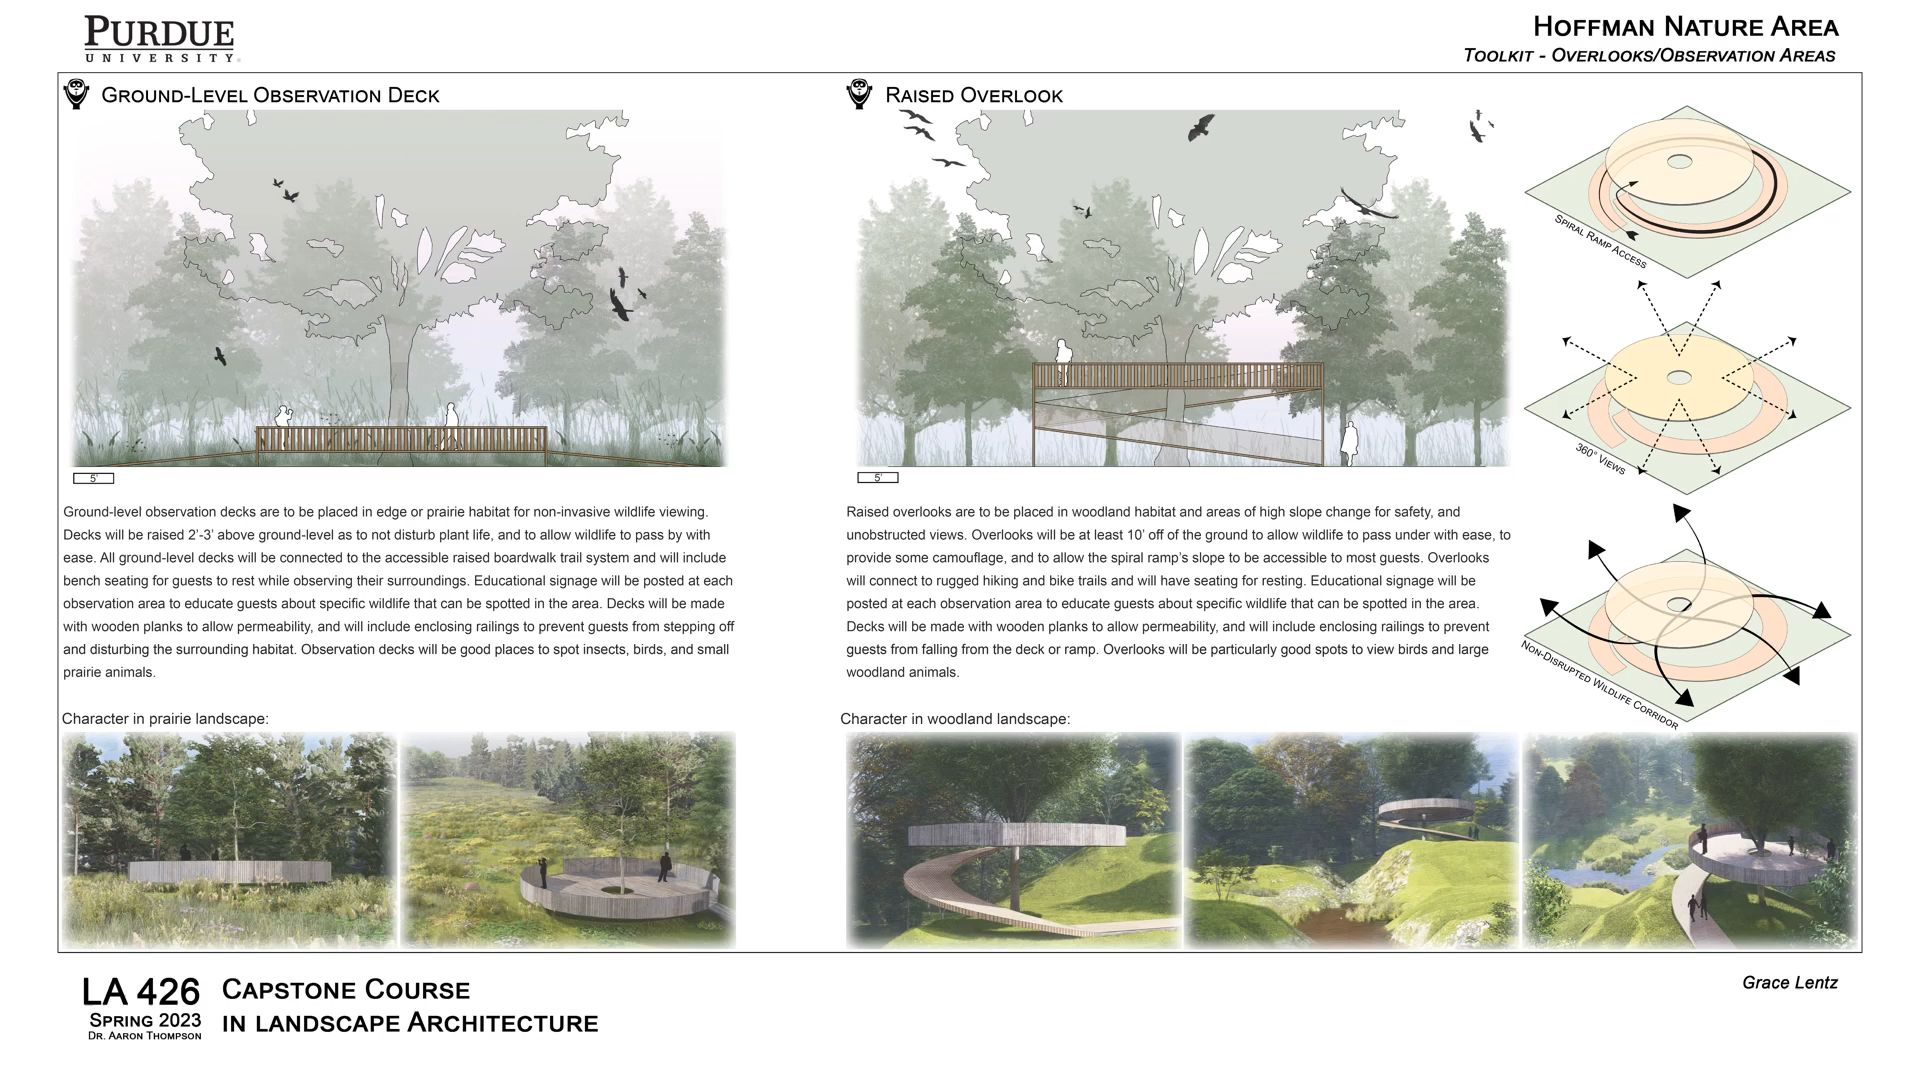 PURDUE
UNIVERSITY®
Hoffman Nature Area
Toolkit - Overlooks/Observation Areas
Ground-Level Observation Deck
5'
Ground-level observation decks are to be placed in edge or prairie habitat for non-invasive wildlife viewing.
Decks will be raised 2'-3' above ground-level as to not disturb plant life, and to allow wildlife to pass by with
ease. All ground-level decks will be connected to the accessible raised boardwalk trail system and will include
bench seating for guests to rest while observing their surroundings. Educational signage will be posted at each
observation area to educate guests about specific wildlife that can be spotted in the area. Decks will be made
with wooden planks to allow permeability, and will include enclosing railings to prevent guests from stepping off
and disturbing the surrounding habitat. Observation decks will be good places to spot insects, birds, and small
prairie animals.
Character in prairie landscape:
Raised Overlook
5'
Raised overlooks are to be placed in woodland habitat and areas of high slope change for safety, and
unobstructed views. Overlooks will be at least 10' off of the ground to allow wildlife to pass under with ease, to
provide some camouflage, and to allow the spiral ramp's slope to be accessible to most guests. Overlooks
will connect to rugged hiking and bike trails and will have seating for resting. Educational signage will be
posted at each observation area to educate guests about specific wildlife that can be spotted in the area.
Decks will be made with wooden planks to allow permeability, and will include enclosing railings to prevent
guests from falling from the deck or ramp. Overlooks will be particularly good spots to view birds and large
woodland animals.
Character in woodland landscape:
Spiral Ramp Access
360° Views
Non-Disrupted Wildlife Corridor
LA 426
Spring 2023
Dr. Aaron Thompson
Capstone Course
in landscape Architecture
Grace Lentz